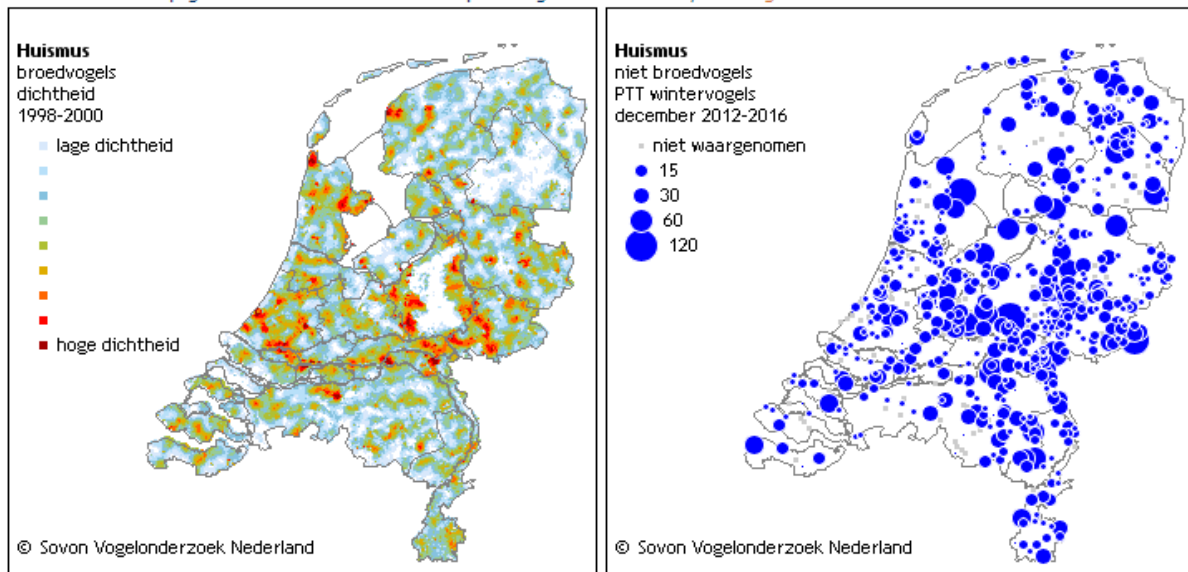 Huismus
broedvogels
dichtheid
1998-2000
lage dichtheid
hoge dichtheid
© Sovon Vogelonderzoek Nederland
Huismus
niet broedvogels
PTT wintervogels
december 2012-2016
niet waargenomen
15
30
60
120
© Sovon Vogelonderzoek Nederland